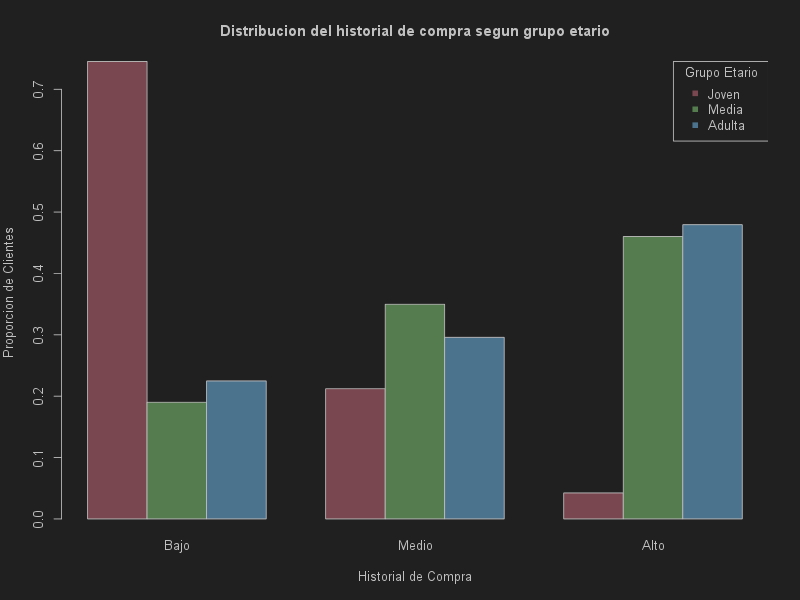 Distribucion del historial de compra segun grupo etario
Grupo Etario
Joven
Media
Adulta
Proporcion de Clientes
0.7
0.6
0.5
0.4
0.3
0.2
0.1
0.0
Bajo
Medio
Alto
Historial de Compra